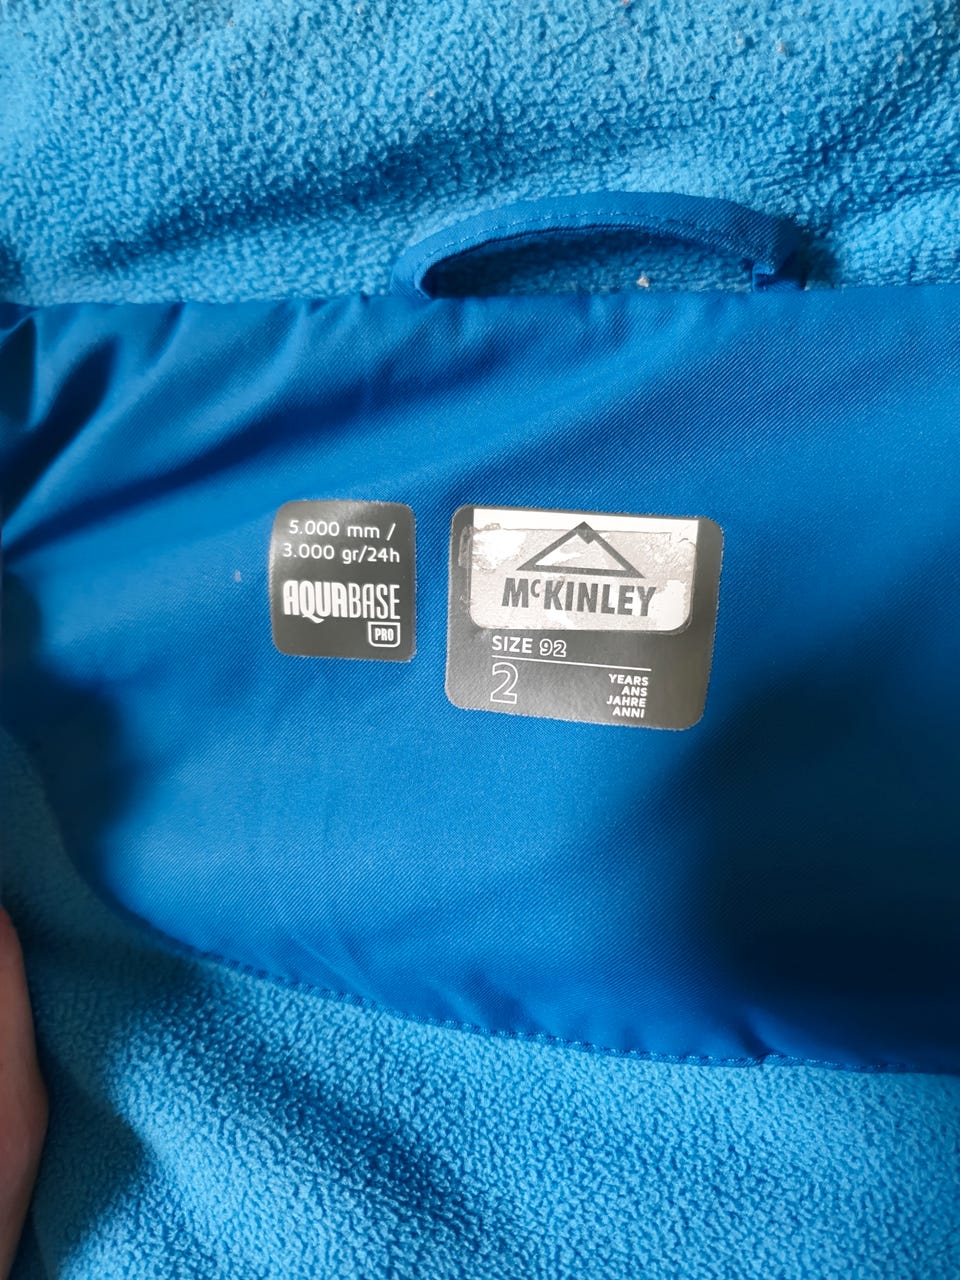 5.000 mm /
3.000 gr/24h
AQUABASE
PRO
McKINLEY
SIZE 92
2
YEARS
ANS
JAHRE
ANNI